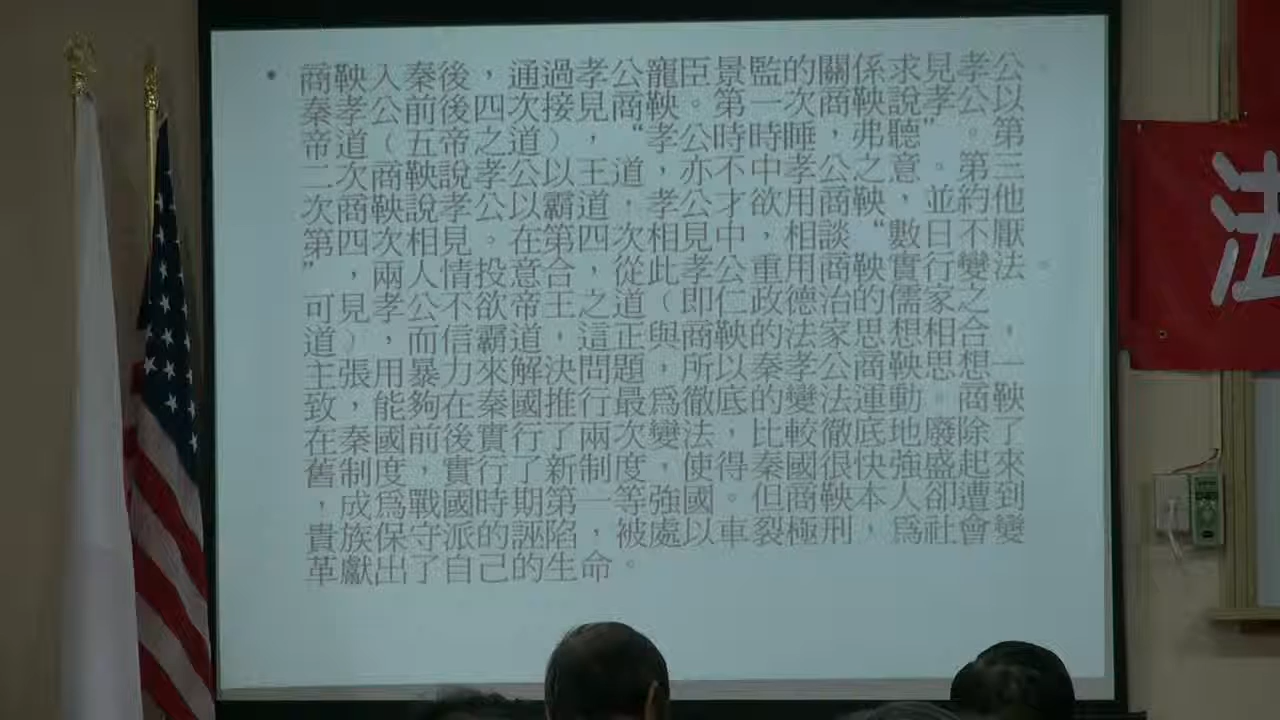 • 商鞅入秦後，通過孝公寵臣景監的關係求見孝公
秦孝公前後四次接見商鞅。第一次商鞅說孝公以
帝道（五帝之道），“孝公時時睡，弗聽”。第
二次商鞅說孝公以王道，亦不中孝公之意。第三
次商鞅說孝公以霸道，孝公才欲用商鞅，並約他
第四次相見。在第四次相見中，相談“數日不厭
”，兩人情投意合，從此孝公重用商鞅實行變法
可見孝公不欲帝王之道（即仁政德治的儒家之
道），而信霸道，這正與商鞅的法家思想相合，
主張用暴力來解決問題，所以秦孝公商鞅思想一
致，能夠在秦國推行最爲徹底的變法運動。商鞅
在秦國前後實行了兩次變法，比較徹底地廢除了
舊制度，實行了新制度，使得秦國很快強盛起來
，成爲戰國時期第一等強國。但商鞅本人卻遭到
貴族保守派的誣陷，被處以車裂極刑，爲社會變
革獻出了自己的生命。
法